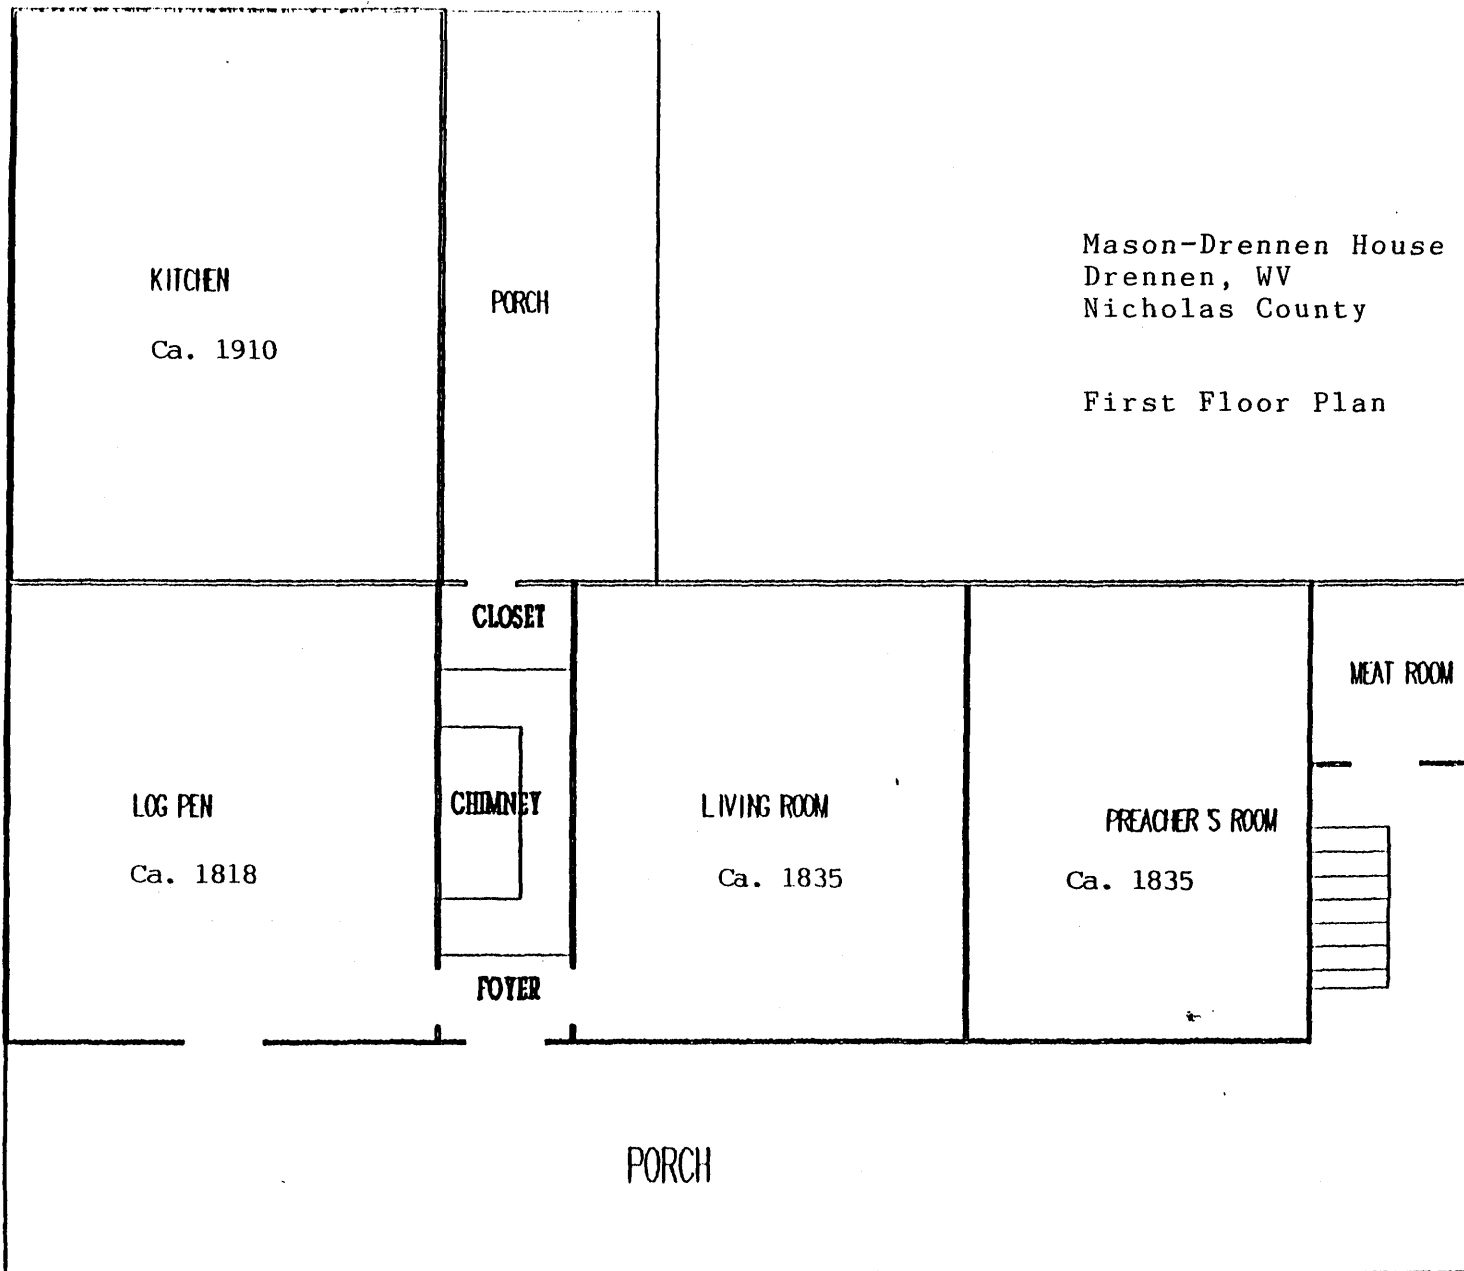 Mason-Drennen House
Drennen, WV
Nicholas County
First Floor Plan
KITCHEN
Ca. 1910
PORCH
CLOSET
MEAT ROOM
LOG PEN
Ca. 1818
CHIMNEY
LIVING ROOM
Ca. 1835
PREACHER'S ROOM
Ca. 1835
FOYER
PORCH